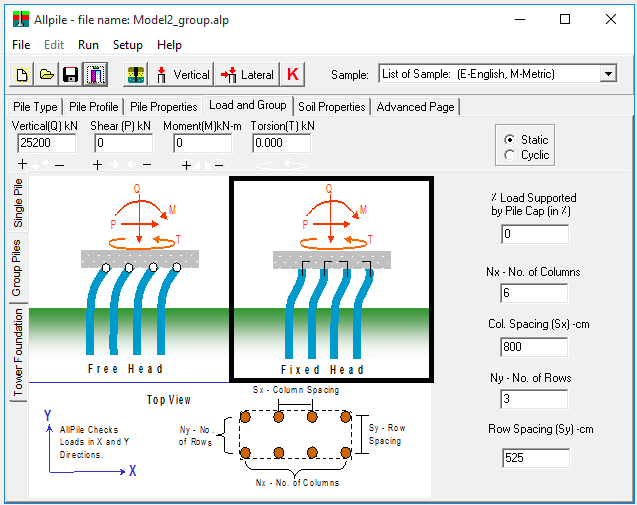 Allpile - file name: Model2_group.alp
File Edit Run Setup Help
Vertical Lateral K Sample: List of Sample: (E-English, M-Metric)
Pile Type Pile Profile Pile Properties Load and Group Soil Properties Advanced Page
Vertical(Q) kN Shear (P) kN Moment(M)kN-m Torsion(T) kN
25200 0 0 0.000
+ − + − + − + −
Static
Cyclic
Single Pile
Group Piles
Tower Foundation
Q
M
P
T
Free Head
Q
M
P
T
Fixed Head
% Load Supported
by Pile Cap (in %)
0
Nx - No. of Columns
6
Col. Spacing (Sx) -cm
800
Ny - No. of Rows
3
Row Spacing (Sy) -cm
525
Top View
Sx - Column Spacing
Y
AllPile Checks
Loads in X and Y
Directions.
X
Ny - No.
of Rows
Sy - Row
Spacing
Nx - No. of Columns